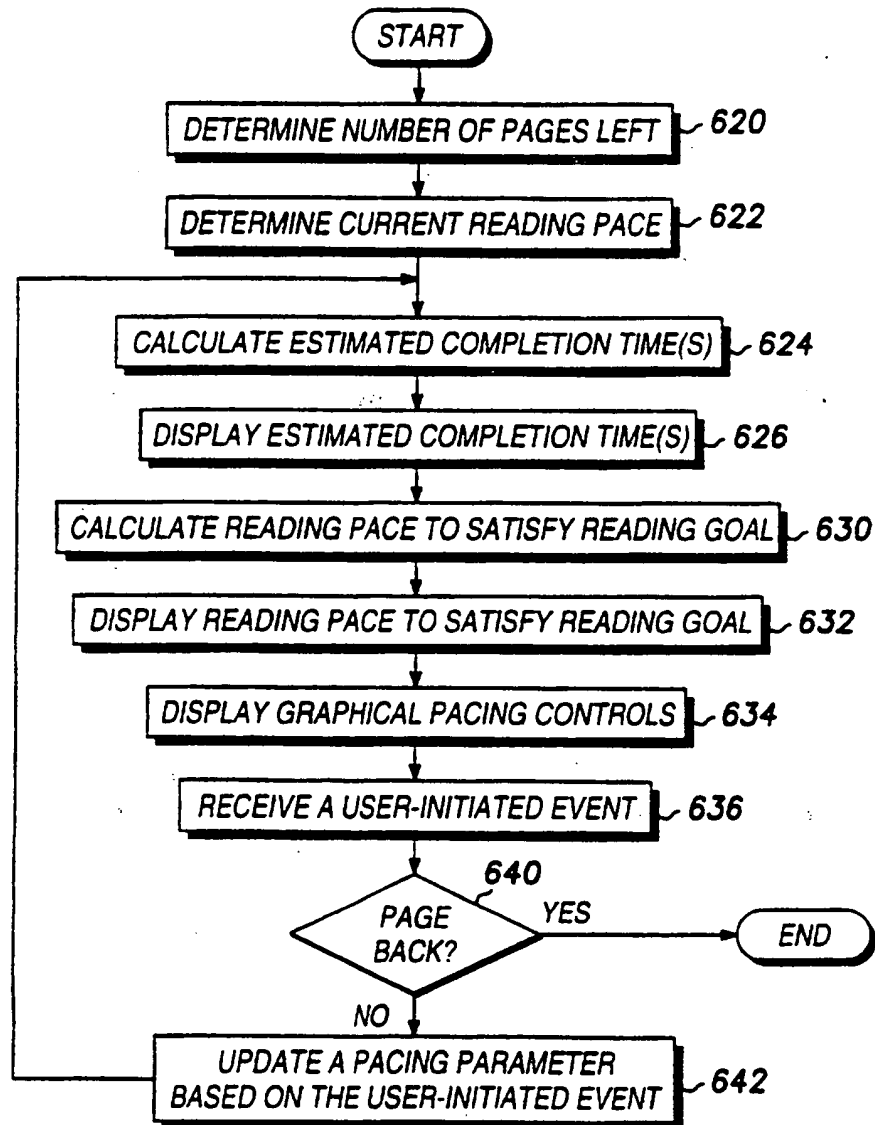 START
DETERMINE NUMBER OF PAGES LEFT 620
DETERMINE CURRENT READING PACE 622
CALCULATE ESTIMATED COMPLETION TIME(S) 624
DISPLAY ESTIMATED COMPLETION TIME(S) 626
CALCULATE READING PACE TO SATISFY READING GOAL 630
DISPLAY READING PACE TO SATISFY READING GOAL 632
DISPLAY GRAPHICAL PACING CONTROLS 634
RECEIVE A USER-INITIATED EVENT 636
640
PAGE
BACK?
YES
END
NO
UPDATE A PACING PARAMETER
BASED ON THE USER-INITIATED EVENT 642